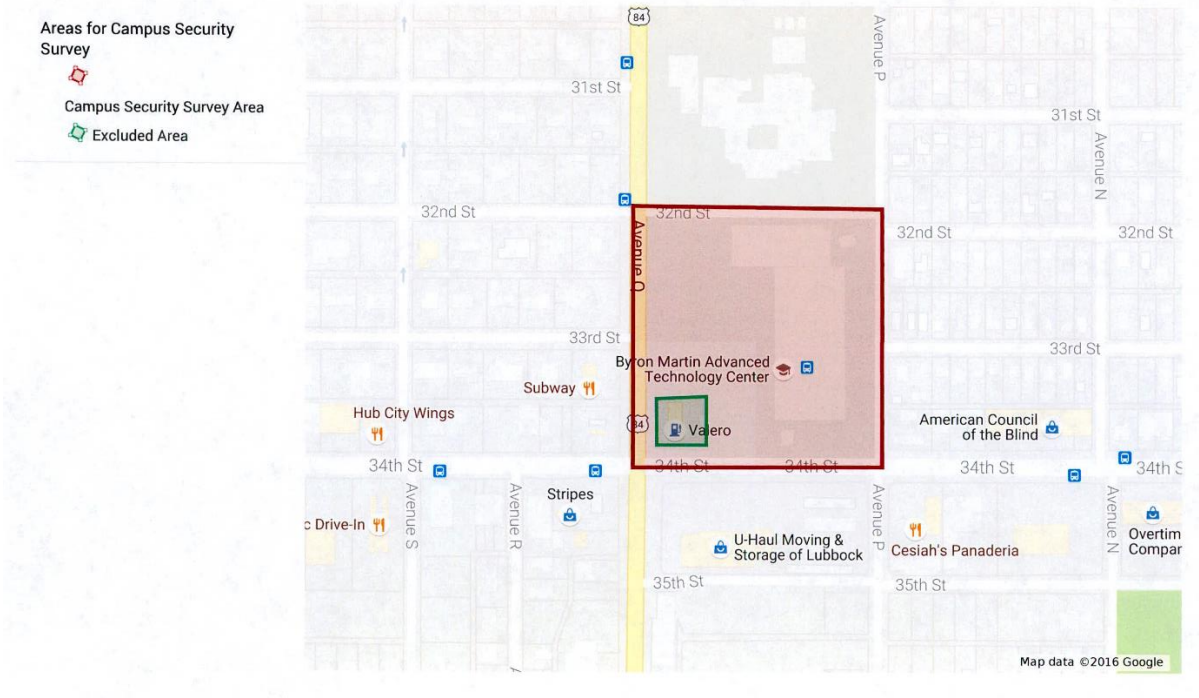 Areas for Campus Security
Survey
Campus Security Survey Area
Excluded Area
84
Avenue P
31st St
31st St
Avenue N
32nd St
32nd St
32nd St
32nd St
Avenue Q
33rd St
33rd St
Byron Martin Advanced
Technology Center
Subway
Hub City Wings
84
Valero
American Council
of the Blind
34th St
34th St
34th St
34th St
34th S
Stripes
Avenue S
Avenue R
Avenue P
Avenue N
c Drive-In
U-Haul Moving &
Storage of Lubbock
Cesiah's Panaderia
Overtim
Compar
35th St
35th St
Map data ©2016 Google